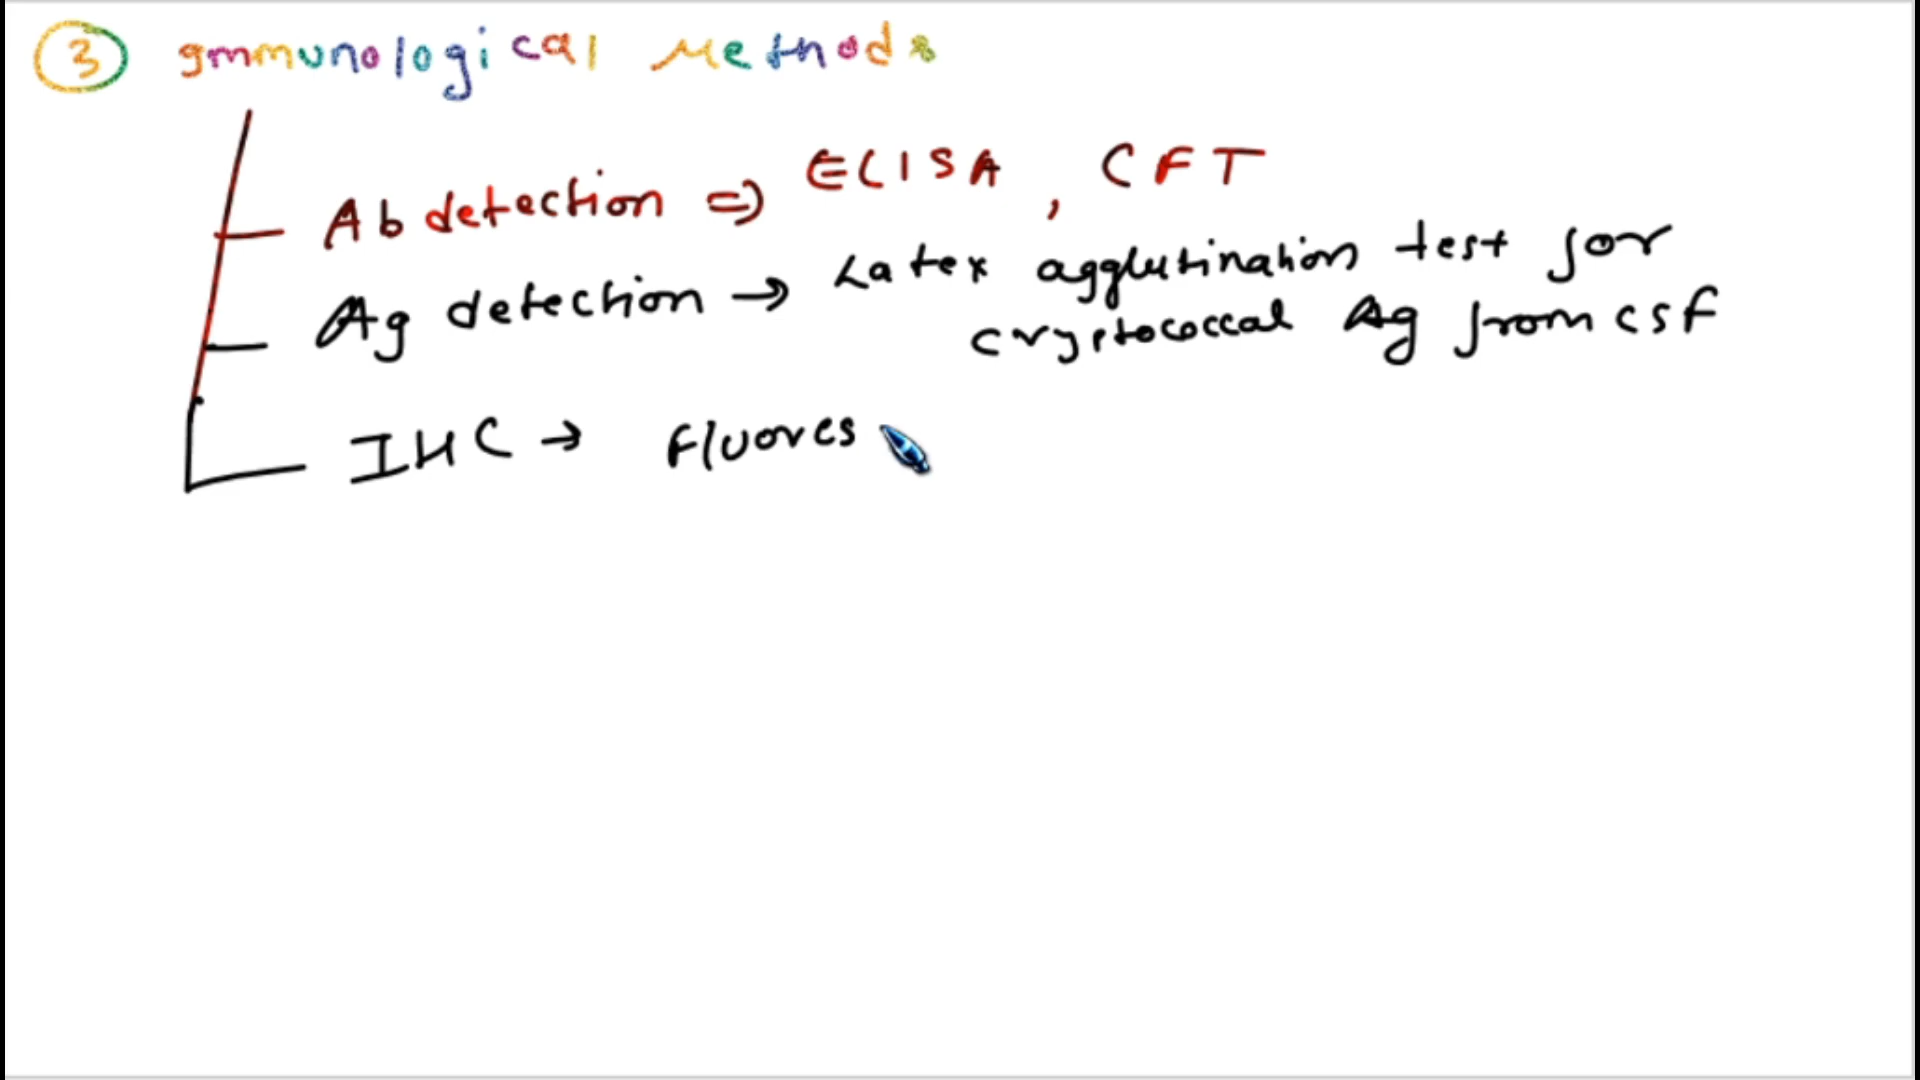 3 Immunological Methods
Ab detection => ELISA, CFT
Ag detection → Latex agglutination test for
cryptococcal Ag from CSF
IHC → Fluores